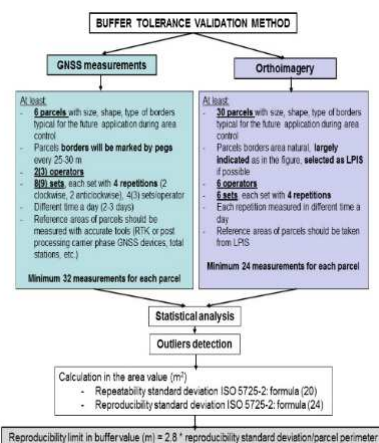 BUFFER TOLERANCE VALIDATION METHOD
GNSS measurements
At least:
- 6 parcels with size, shape, type of borders
typical for the future application during area
control
- Parcels borders will be marked by pegs
every 25-30 m
- 2(3) operators
- 8(9) sets, each set with 4 repetitions (2
clockwise, 2 anticlockwise), 4(3) sets/operator
- Different time a day (2-3 days)
- Reference areas of parcels should be
measured with accurate tools (RTK or post
processing carrier phase GNSS devices, total
stations, etc.)
Minimum 32 measurements for each parcel
Orthoimagery
At least:
- 30 parcels with size, shape, type of borders
typical for the future application during area
control
- Parcels borders area natural, largely
indicated as in the figure, selected as LPIS
if possible
- 6 operators
- 6 sets, each set with 4 repetitions
- Each repetition measured in different time a
day
- Reference areas of parcels should be taken
from LPIS
Minimum 24 measurements for each parcel
Statistical analysis
Outliers detection
Calculation in the area value (m²)
- Repeatability standard deviation ISO 5725-2: formula (20)
- Reproducibility standard deviation ISO 5725-2: formula (24)
Reproducibility limit in buffer value (m) = 2.8 * reproducibility standard deviation/parcel perimeter